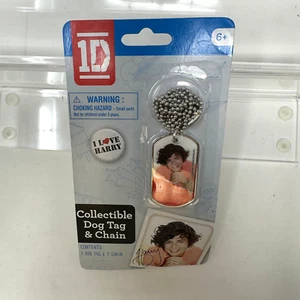 1D
6+
WARNING :
CHOKING HAZARD - Small parts.
Not for children under 3 years.
I LOVE
HARRY
Collectible
Dog Tag
& Chain
CONTENTS:
1 DOG TAG & 1 CHAIN